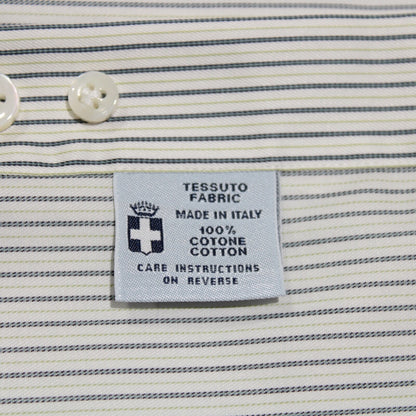 TESSUTO
FABRIC
MADE IN ITALY
100%
COTONE
COTTON
CARE INSTRUCTIONS
ON REVERSE